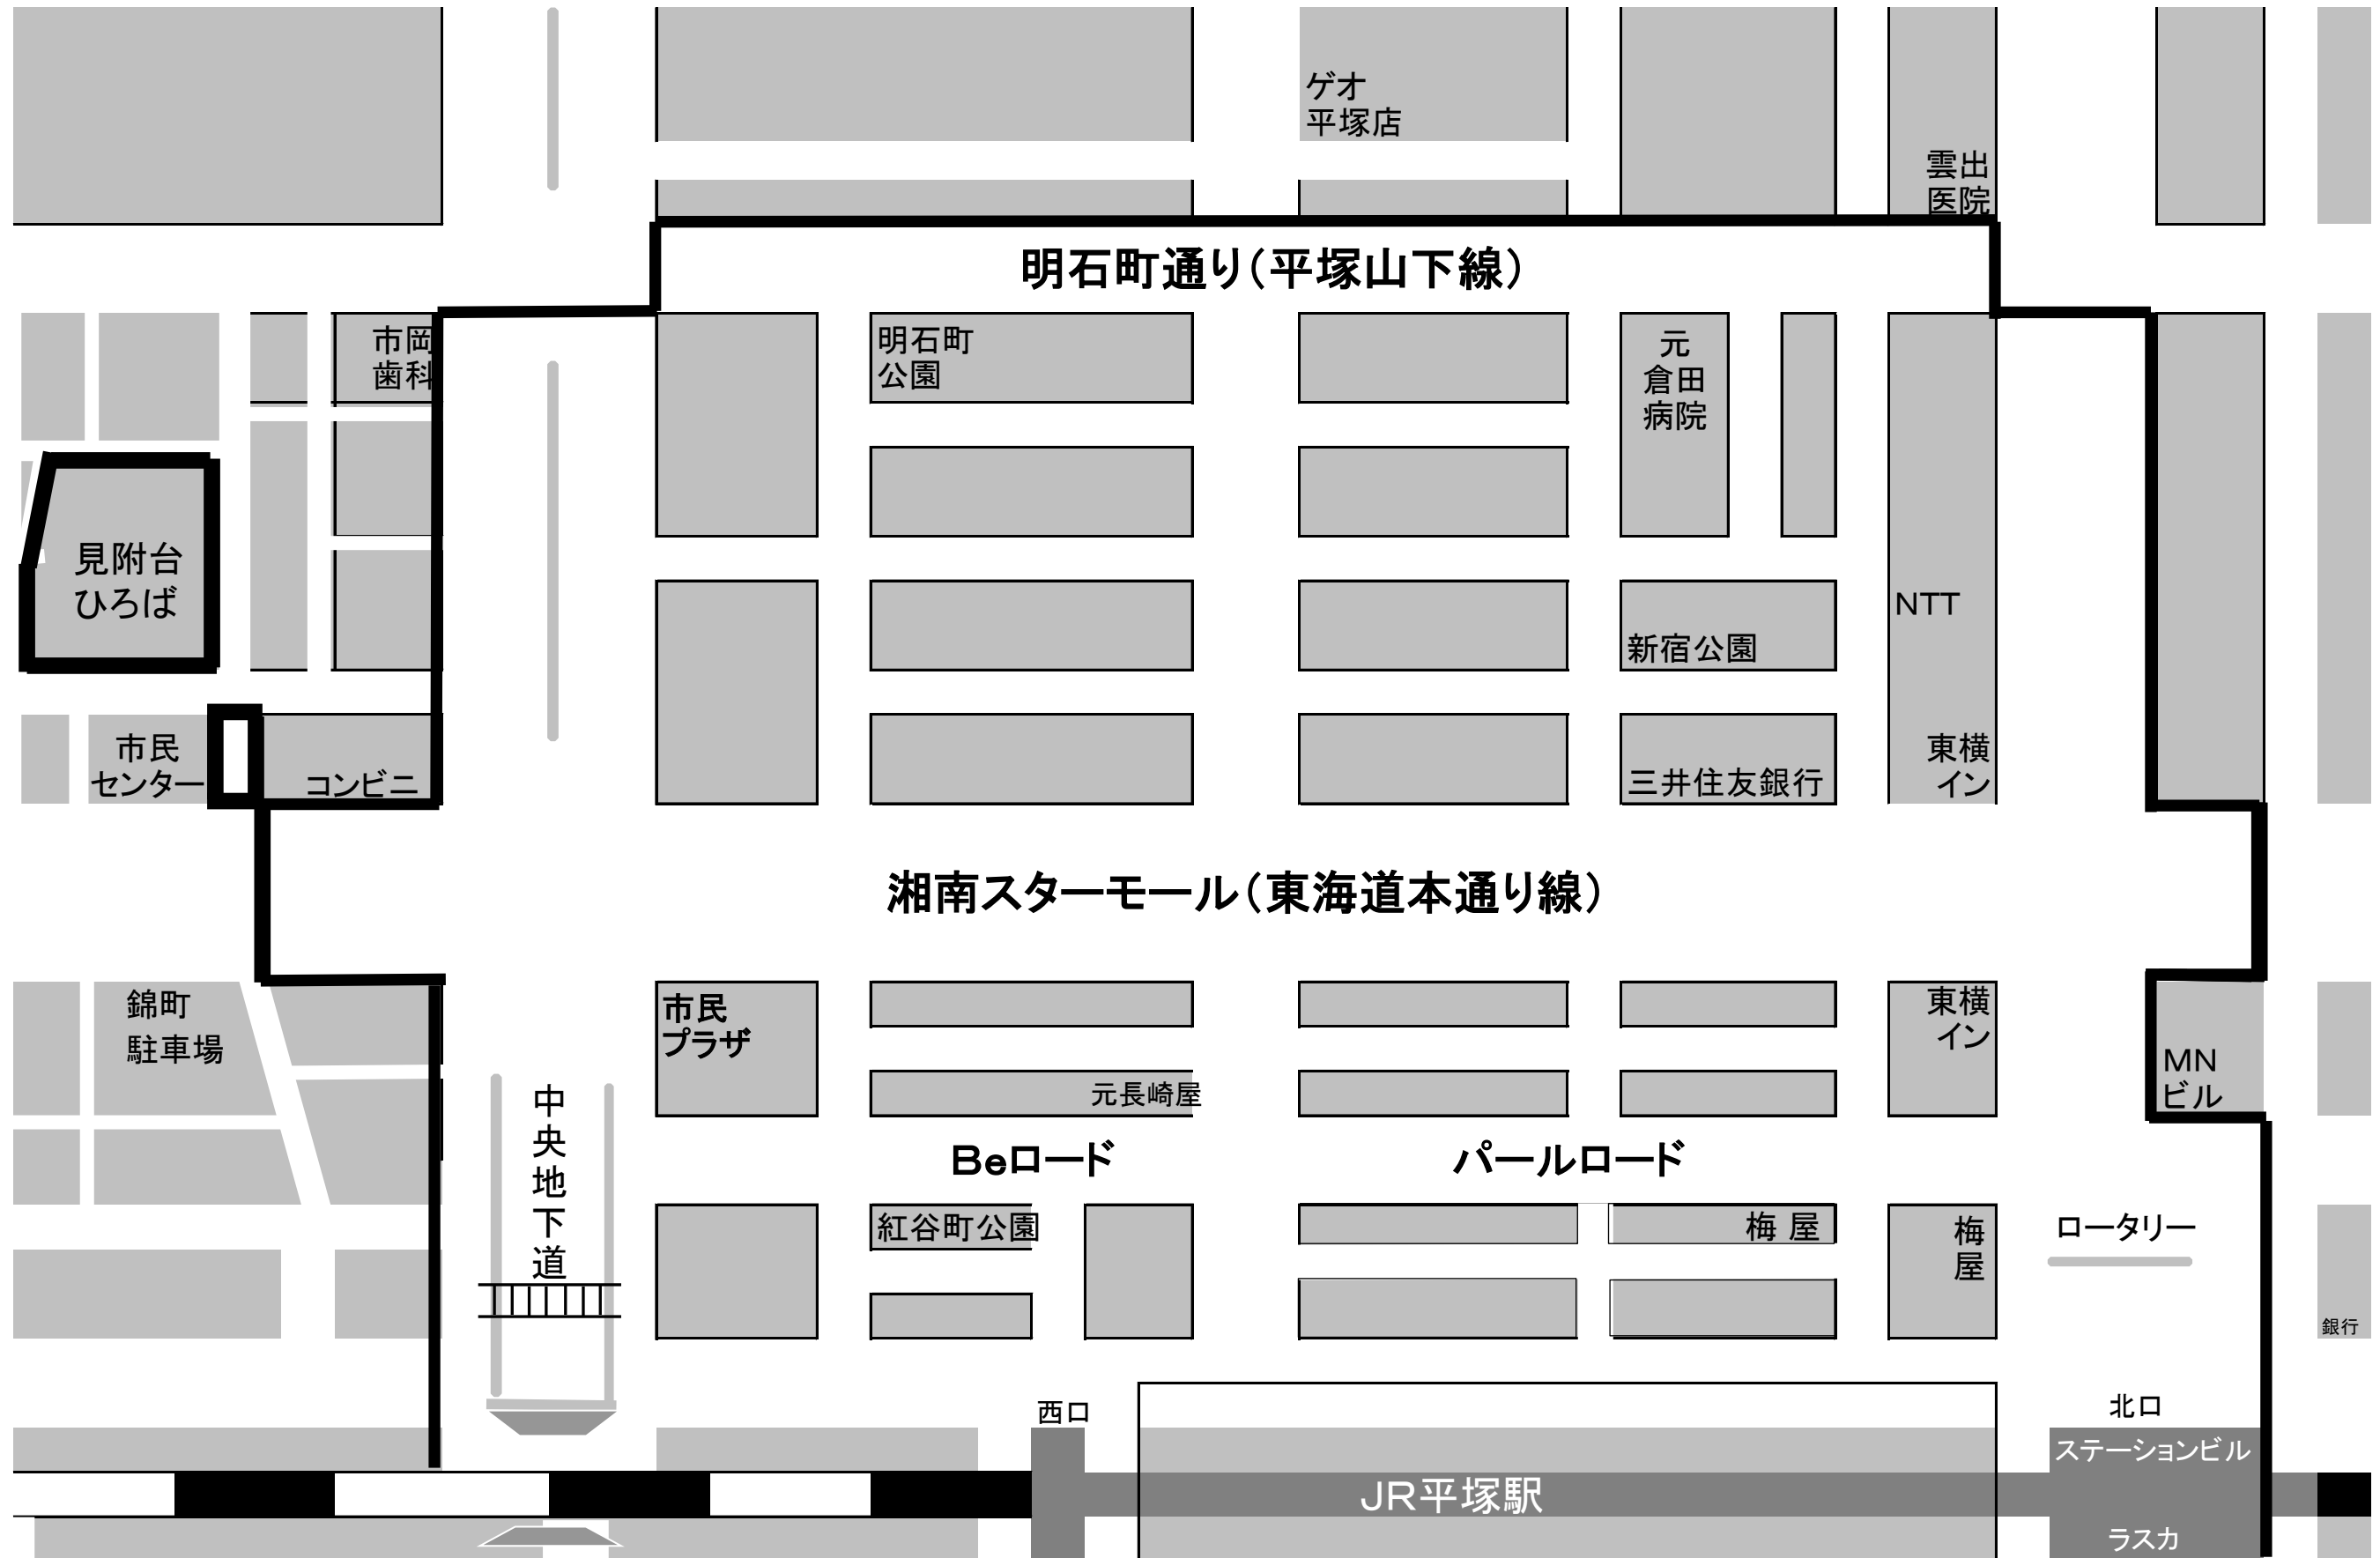 ゲオ
平塚店
雲出
医院
明石町通り（平塚山下線）
市岡
歯科
明石町
公園
元
倉田
病院
見附台
ひろば
NTT
新宿公園
市民
センター
コンビニ
三井住友銀行
東横
イン
湘南スターモール（東海道本通り線）
錦町
駐車場
市民
プラザ
元長崎屋
東横
イン
MN
ビル
中央地下道
Beロード
パールロード
紅谷町公園
梅 屋
梅屋
ロータリー
銀行
西口
北口
ステーションビル
JR平塚駅
ラスカ